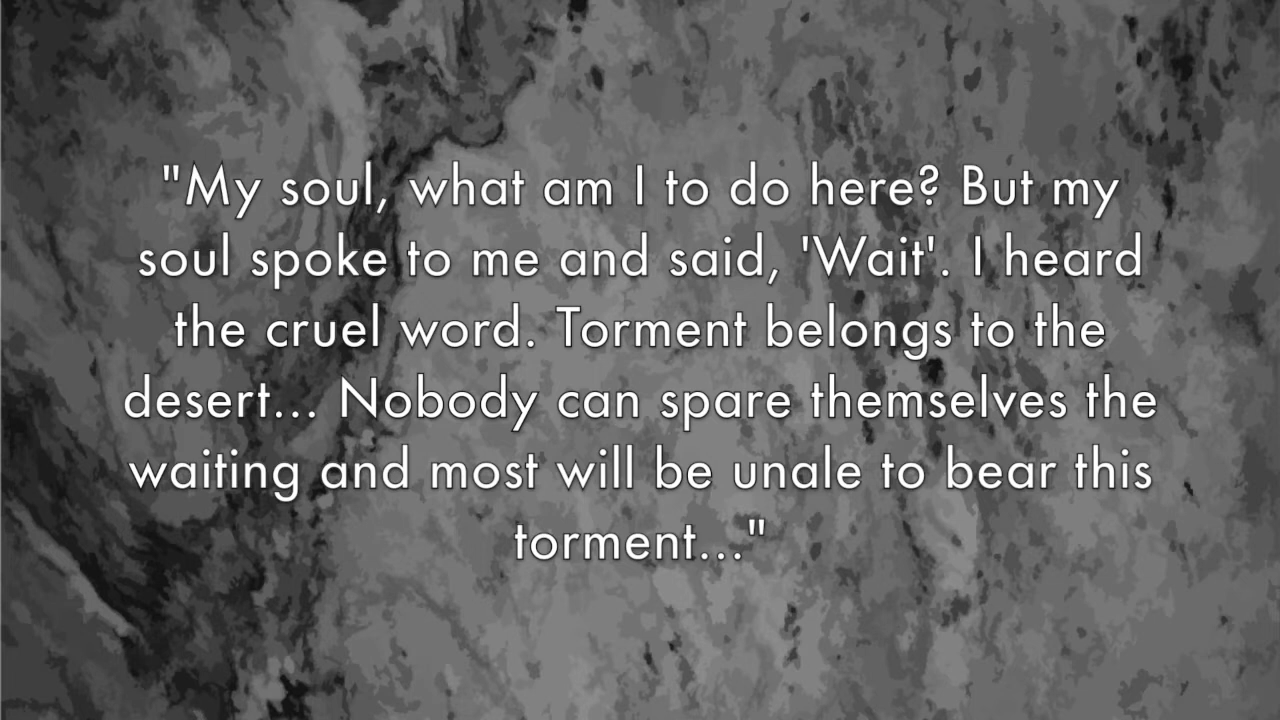 "My soul, what am I to do here? But my
soul spoke to me and said, 'Wait'. I heard
the cruel word. Torment belongs to the
desert... Nobody can spare themselves the
waiting and most will be unale to bear this
torment..."